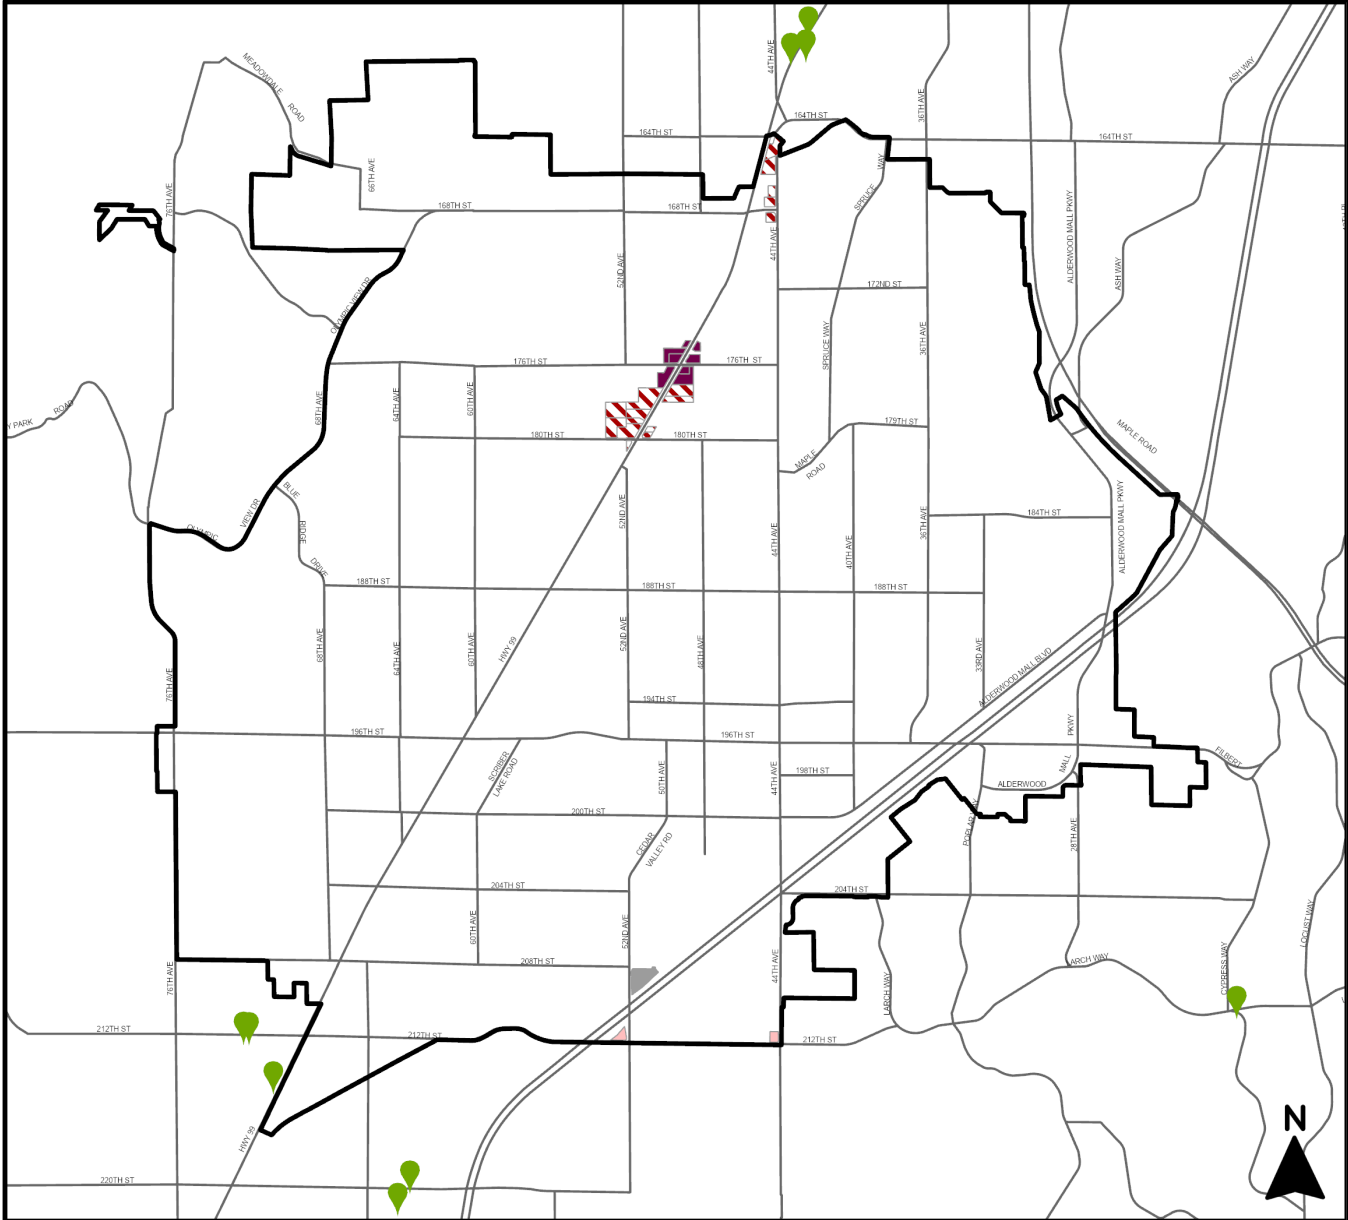 44TH AVE
ASH WAY
MEADOWDALE
ROAD
36TH AVE
164TH ST
164TH ST
164TH ST
66TH AVE
WAY
SPRUCE
76TH AVE
168TH ST
168TH ST
ALDERWOOD MALL PKWY
44TH AVE
52ND AVE
ASH WAY
172ND ST
OLYMPIC VIEW DR
SPRUCE WAY
36TH AVE
176TH ST
176TH ST
68TH AVE
64TH AVE
60TH AVE
Y PARK
ROAD
180TH ST
180TH ST
179TH ST
MAPLE ROAD
MAPLE
ROAD
BLUE
VIEW DR
OLYMPIC
RIDGE
DRIVE
52ND AVE
44TH AVE
40TH AVE
36TH AVE
184TH ST
ALDERWOOD MALL PKWY
188TH ST
188TH ST
188TH ST
68TH AVE
64TH AVE
60TH AVE
HWY 99
52ND AVE
48TH AVE
33RD AVE
ALDERWOOD MALL BLVD
76TH AVE
194TH ST
196TH ST
196TH ST
PKWY
MALL
ALDERWOOD
FILBERT
SCRIBER
LAKE ROAD
50TH AVE
44TH AVE
198TH ST
200TH ST
CEDAR
VALLEY RD
POPLAR WAY
28TH AVE
204TH ST
204TH ST
60TH AVE
52ND AVE
LOCUST WAY
76TH AVE
208TH ST
44TH AVE
LARCH WAY
LARCH WAY
CYPRESS WAY
212TH ST
212TH ST
212TH ST
HWY 99
220TH ST
N